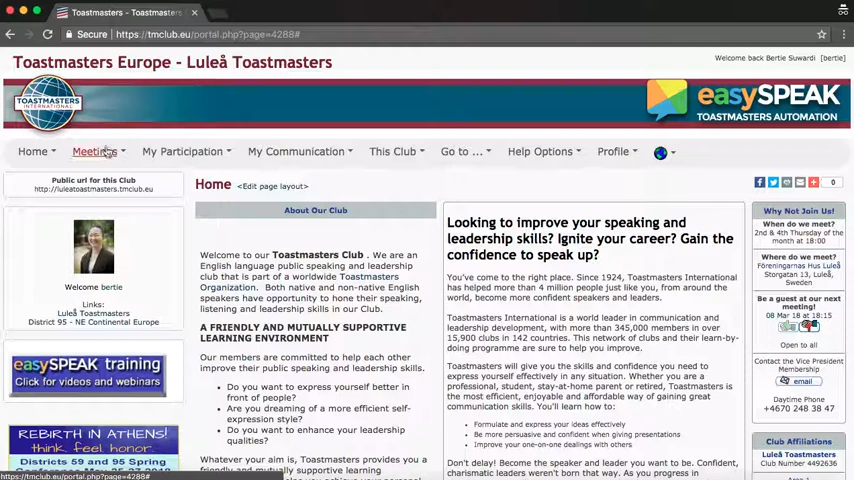 Toastmasters - Toastmasters
Secure https://tmclub.eu/portal.php?page=4288#
Toastmasters Europe - Luleå Toastmasters
Welcome back Bertie Suwardi [bertie]
TOASTMASTERS
INTERNATIONAL
easySPEAK
TOASTMASTERS AUTOMATION
Home Meetings My Participation My Communication This Club Go to ... Help Options Profile
Public url for this Club
http://luleatoastmasters.tmclub.eu
Welcome bertie
Links:
Luleå Toastmasters
District 95 - NE Continental Europe
easySPEAK training
Click for videos and webinars
REBIRTH IN ATHENS!
think. feel. honor.
Districts 59 and 95 Spring
Home <Edit page layout>
0
About Our Club
Welcome to our Toastmasters Club . We are an
English language public speaking and leadership
club that is part of a worldwide Toastmasters
Organization. Both native and non-native English
speakers have opportunity to hone their speaking,
listening and leadership skills in our Club.
A FRIENDLY AND MUTUALLY SUPPORTIVE
LEARNING ENVIRONMENT
Our members are committed to help each other
improve their public speaking and leadership skills.
Do you want to express yourself better in
front of people?
Are you dreaming of a more efficient self-
expression style?
Do you want to enhance your leadership
qualities?
Whatever your aim is, Toastmasters provides you a
friendly and mutually supportive learning
Looking to improve your speaking and
leadership skills? Ignite your career? Gain the
confidence to speak up?
You've come to the right place. Since 1924, Toastmasters International
has helped more than 4 million people just like you, from around the
world, become more confident speakers and leaders.
Toastmasters International is a world leader in communication and
leadership development, with more than 345,000 members in over
15,900 clubs in 142 countries. This network of clubs and their learn-by-
doing programme are sure to help you improve.
Toastmasters will give you the skills and confidence you need to
express yourself effectively in any situation. Whether you are a
professional, student, stay-at-home parent or retired, Toastmasters is
the most efficient, enjoyable and affordable way of gaining great
communication skills. You'll learn how to:
Formulate and express your ideas effectively
Be more persuasive and confident when giving presentations
Improve your one-on-one dealings with others
Don't delay! Become the speaker and leader you want to be. Confident,
charismatic leaders weren't born that way. As you progress in
Why Not Join Us!
When do we meet?
2nd & 4th Thursday of the
month at 18:00
Where do we meet?
Föreningarnas Hus Luleå
Storgatan 13, Luleå,
Sweden
Be a guest at our next
meeting!
08 Mar 18 at 18:15
Open to all
Contact the Vice President
Membership
email
Daytime Phone
+4670 248 38 47
Club Affiliations
Luleå Toastmasters
Club Number 4492636
https://tmclub.eu/portal.php?page=4288#